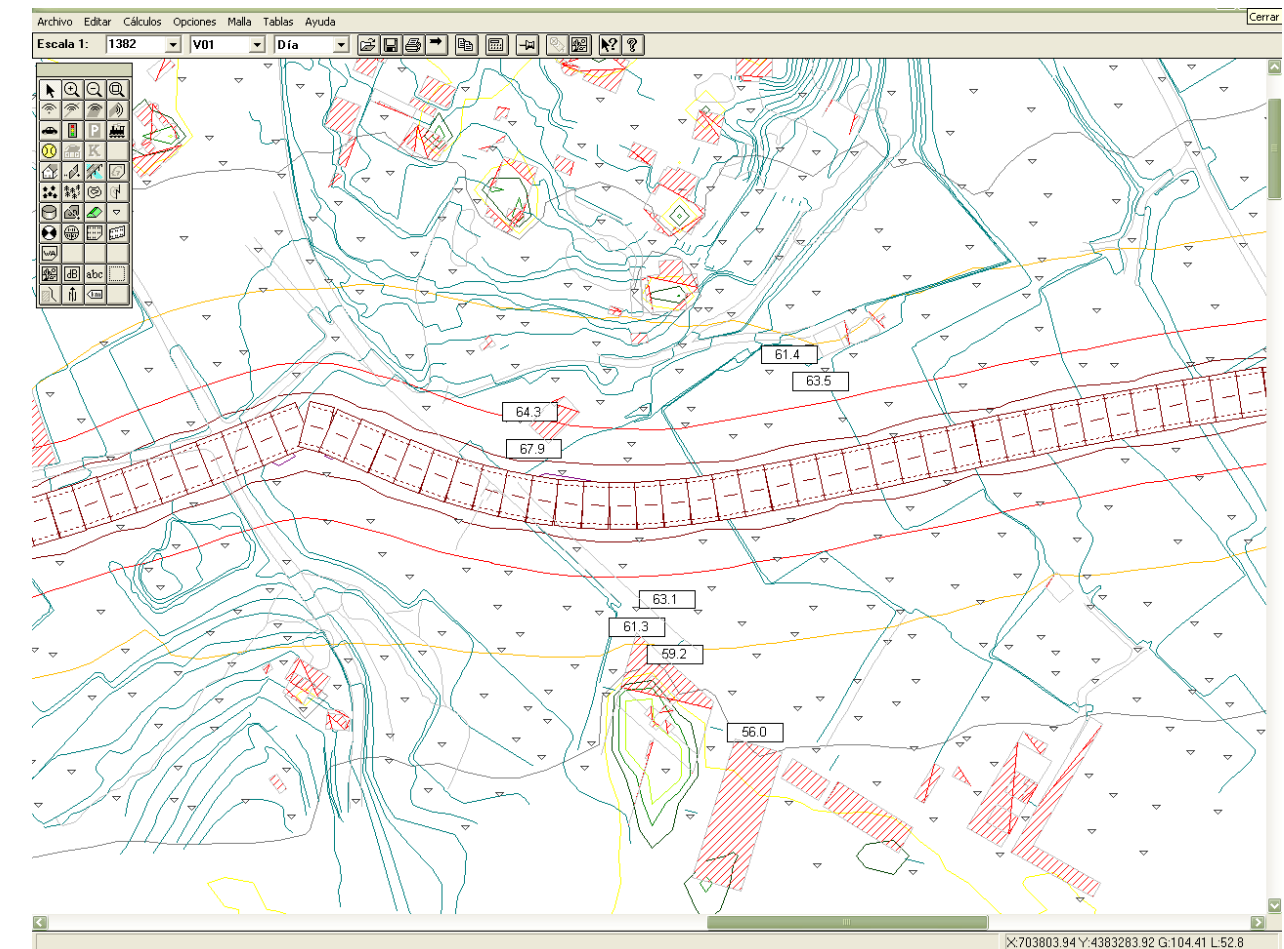 Cerrar
Archivo Editar Cálculos Opciones Malla Tablas Ayuda
Escala 1: 1382 V01 Día
P
K
WA
dB abc
61.4
63.5
64.3
67.9
63.1
61.3
59.2
56.0
X:703803.94 Y:4383283.92 G:104.41 L:52.8